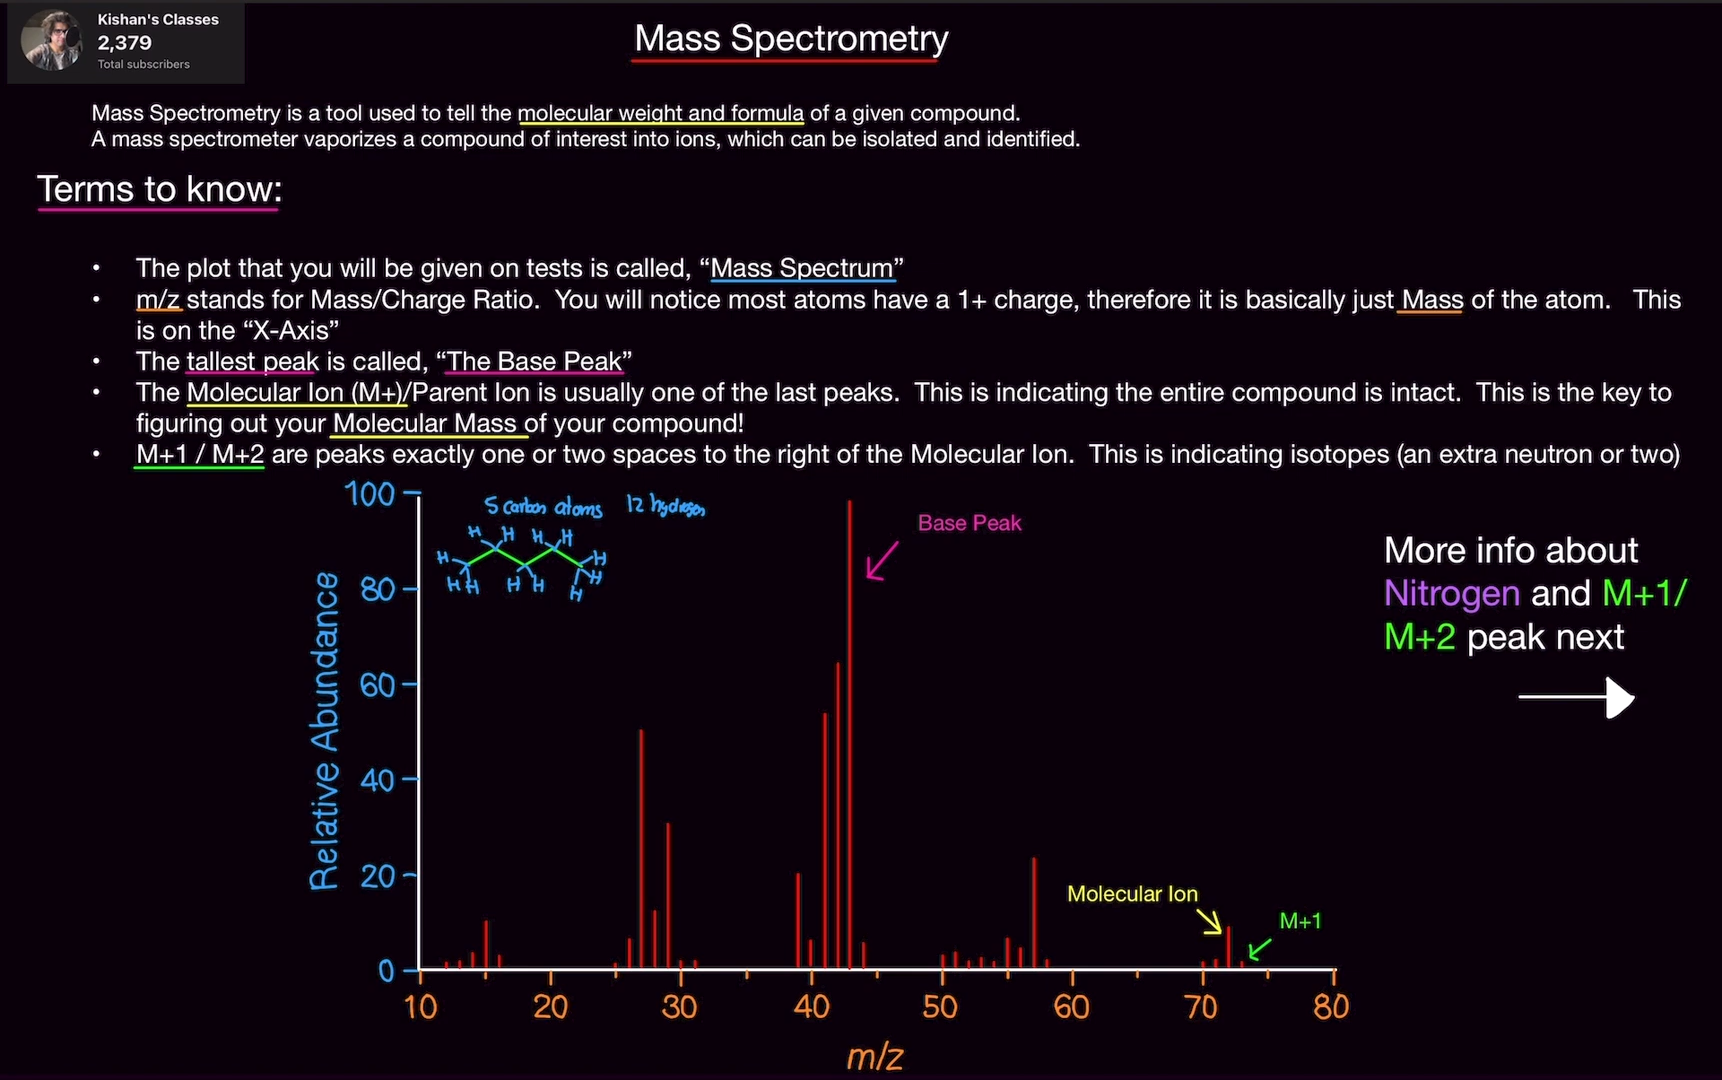 Kishan's Classes
2,379
Total subscribers
Mass Spectrometry
Mass Spectrometry is a tool used to tell the molecular weight and formula of a given compound.
A mass spectrometer vaporizes a compound of interest into ions, which can be isolated and identified.
Terms to know:
• The plot that you will be given on tests is called, “Mass Spectrum”
• m/z stands for Mass/Charge Ratio. You will notice most atoms have a 1+ charge, therefore it is basically just Mass of the atom. This
is on the “X-Axis”
• The tallest peak is called, “The Base Peak”
• The Molecular Ion (M+)/Parent Ion is usually one of the last peaks. This is indicating the entire compound is intact. This is the key to
figuring out your Molecular Mass of your compound!
• M+1 / M+2 are peaks exactly one or two spaces to the right of the Molecular Ion. This is indicating isotopes (an extra neutron or two)
100
80
60
40
20
0
Relative Abundance
5 carbon atoms 12 hydrogen
H H H H
H H
H H H H H
H
Base Peak
Molecular Ion
M+1
More info about
Nitrogen and M+1/
M+2 peak next
10 20 30 40 50 60 70 80
m/z